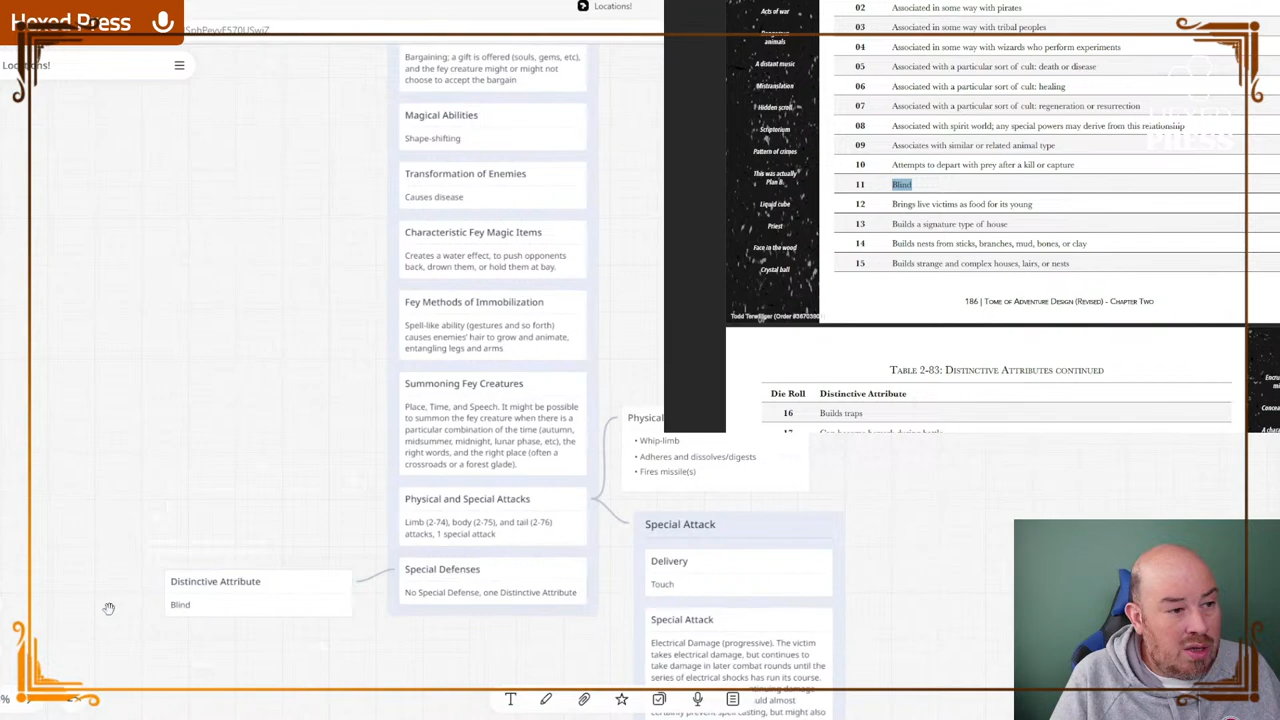 Hexed Press
Locations!
SphPeyvE570USwiZ
Locations!
Bargaining; a gift is offered (souls, gems, etc),
and the fey creature might or might not
choose to accept the bargain
Magical Abilities
Shape-shifting
Transformation of Enemies
Causes disease
Characteristic Fey Magic Items
Creates a water effect, to push opponents
back, drown them, or hold them at bay.
Fey Methods of Immobilization
Spell-like ability (gestures and so forth)
causes enemies' hair to grow and animate,
entangling legs and arms
Summoning Fey Creatures
Place, Time, and Speech. It might be possible
to summon the fey creature when there is a
particular combination of the time (autumn,
midsummer, midnight, lunar phase, etc), the
right words, and the right place (often a
crossroads or a forest glade).
Physical and Special Attacks
Limb (2-74), body (2-75), and tail (2-76)
attacks, 1 special attack
Special Defenses
No Special Defense, one Distinctive Attribute
Distinctive Attribute
Blind
Physical
• Whip-limb
• Adheres and dissolves/digests
• Fires missile(s)
Special Attack
Delivery
Touch
Special Attack
Electrical Damage (progressive). The victim
takes electrical damage, but continues to
take damage in later combat rounds until the
series of electrical shocks has run its course.
damage
almost
certainly prevent spell casting, but might also
Acts of war
Dangerous
animals
A distant music
Mistranslation
Hidden scroll
Scriptorium
Pattern of crimes
This was actually
Plan B
Liquid cube
Priest
Face in the wood
Crystal ball
Todd Terwilliger (Order
02 Associated in some way with pirates
03 Associated in some way with tribal peoples
04 Associated in some way with wizards who perform experiments
05 Associated with a particular sort of cult: death or disease
06 Associated with a particular sort of cult: healing
07 Associated with a particular sort of cult: regeneration or resurrection
08 Associated with spirit world; any special powers may derive from this relationship
09 Associates with similar or related animal type
10 Attempts to depart with prey after a kill or capture
11 Blind
12 Brings live victims as food for its young
13 Builds a signature type of house
14 Builds nests from sticks, branches, mud, bones, or clay
15 Builds strange and complex houses, lairs, or nests
186 | Tome of Adventure Design (Revised) - Chapter Two
HEXED
PRESS
Table 2-83: Distinctive Attributes continued
Die Roll Distinctive Attribute
16 Builds traps